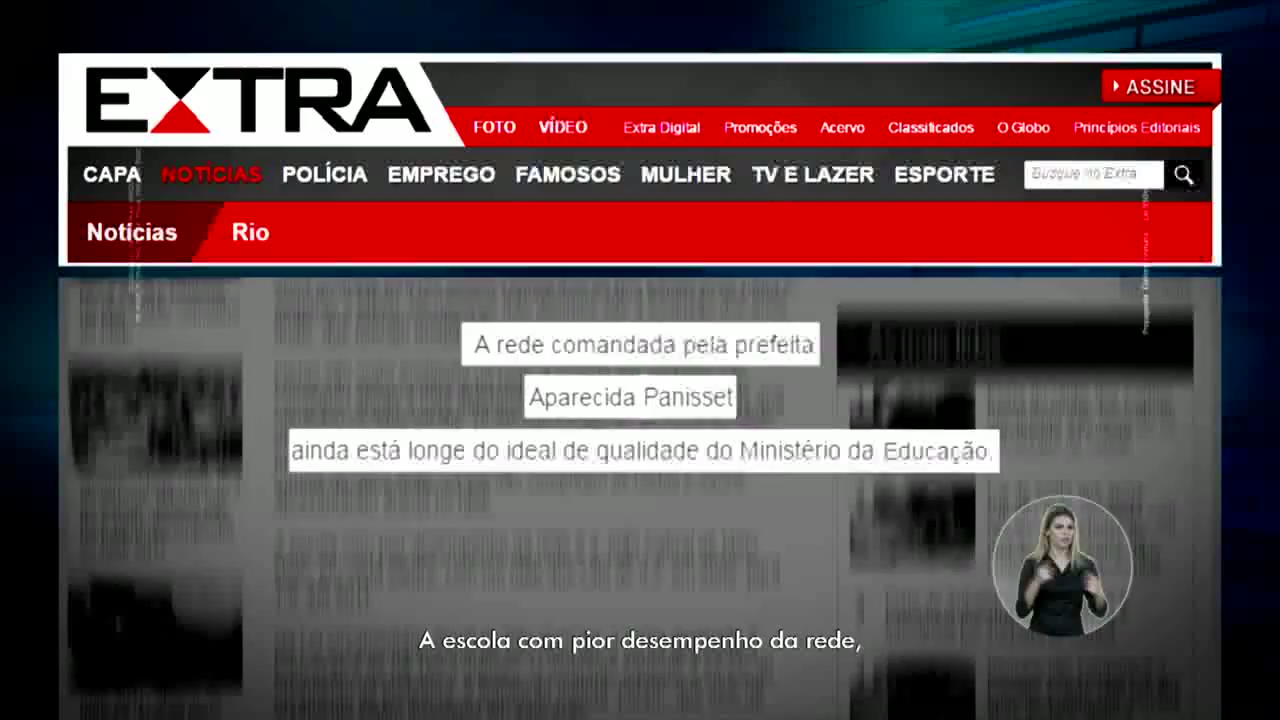 EXTRA
ASSINE
FOTO VÍDEO Extra Digital Promoções Acervo Classificados O Globo Princípios Editoriais
CAPA NOTÍCIAS POLÍCIA EMPREGO FAMOSOS MULHER TV E LAZER ESPORTE Busque no Extra
Notícias Rio
A rede comandada pela prefeita
Aparecida Panisset
ainda está longe do ideal de qualidade do Ministério da Educação.
A escola com pior desempenho da rede,